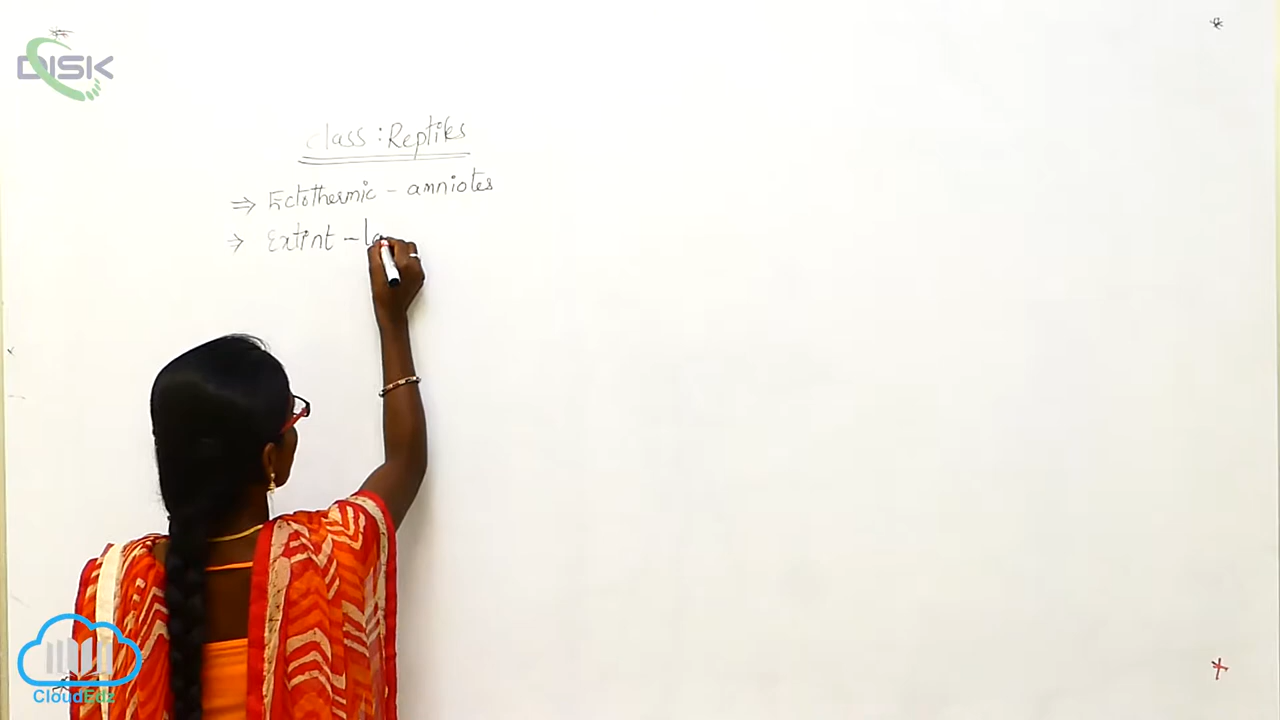 DISK
class : Reptiles
⇒ Ectothermic - amniotes
⇒ Extint -
CloudEdz